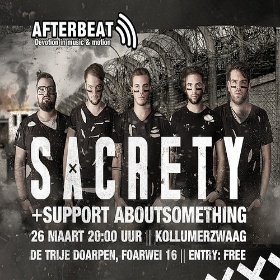 AFTERBEAT
Devotion in music & motion
SACRETY
+SUPPORT ABOUTSOMETHING
26 MAART 20:00 UUR || KOLLUMERZWAAG
DE TRIJE DOARPEN, FOARWEI 16 || ENTRY: FREE